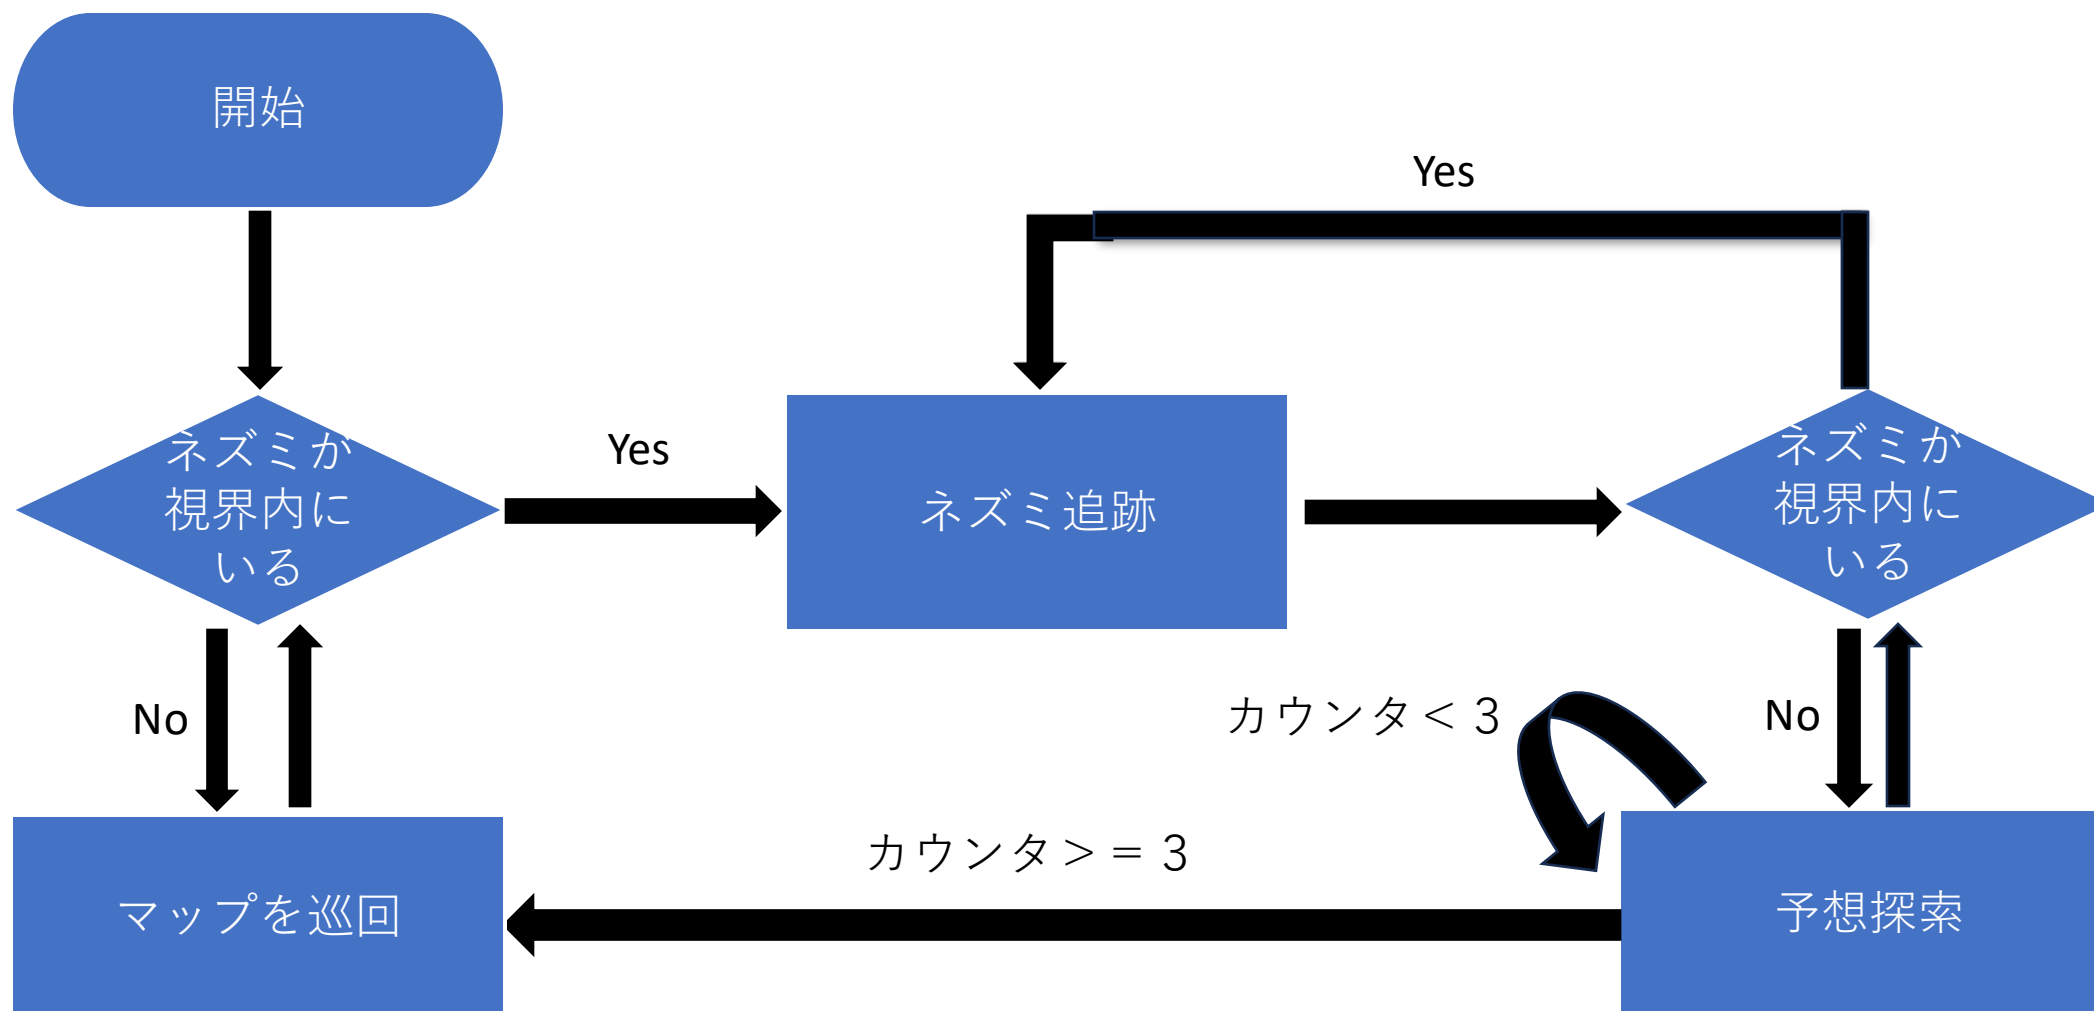 開始
Yes
ネズミが
視界内に
いる
Yes
ネズミ追跡
ネズミが
視界内に
いる
No
カウンタ＜３
No
カウンタ＞＝３
マップを巡回
予想探索